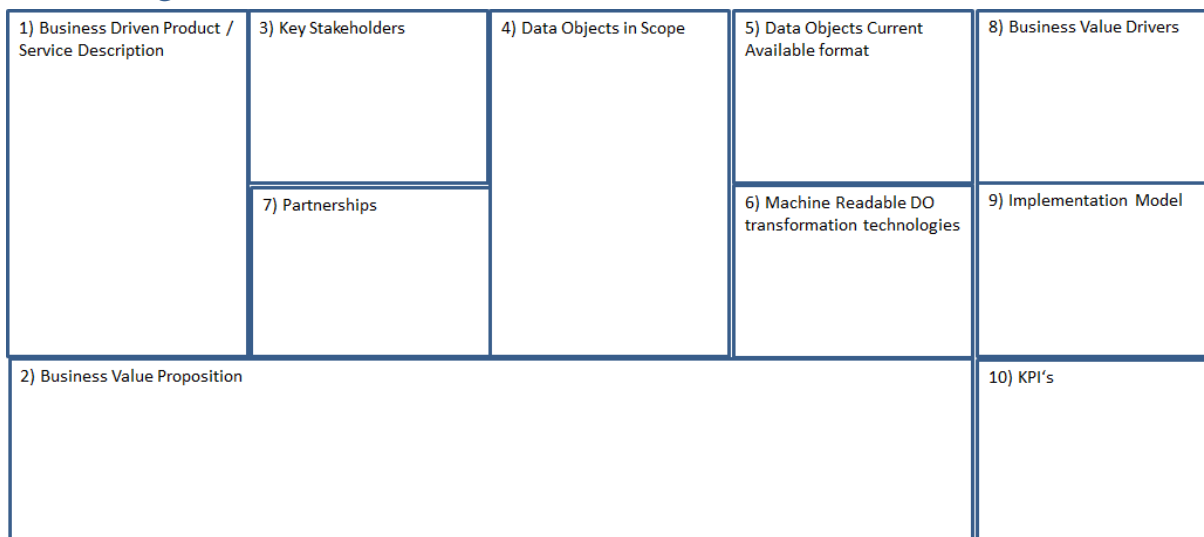 1) Business Driven Product /
Service Description
3) Key Stakeholders
4) Data Objects in Scope
5) Data Objects Current
Available format
8) Business Value Drivers
7) Partnerships
6) Machine Readable DO
transformation technologies
9) Implementation Model
2) Business Value Proposition
10) KPI‘s